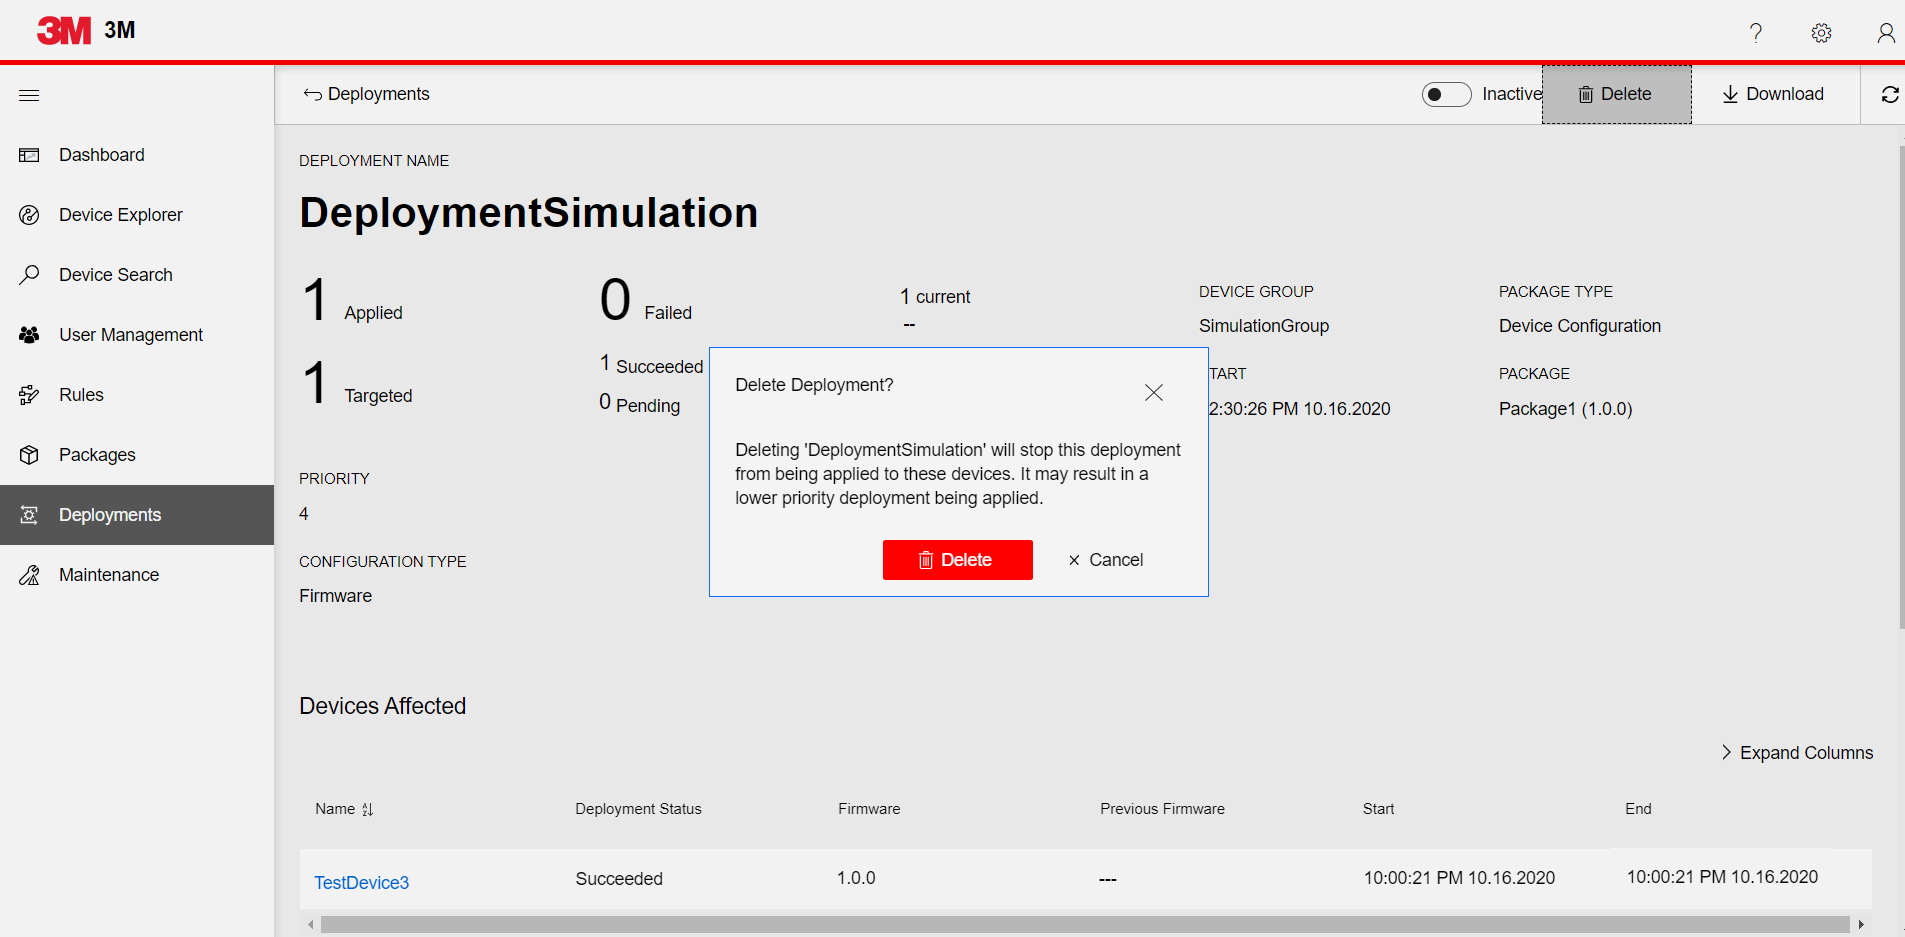 3M 3M
Deployments
Inactive
Delete
Download
Dashboard
Device Explorer
Device Search
User Management
Rules
Packages
Deployments
Maintenance
DEPLOYMENT NAME
DeploymentSimulation
1 Applied
0 Failed
1 current
--
DEVICE GROUP
SimulationGroup
PACKAGE TYPE
Device Configuration
1 Targeted
1 Succeeded
0 Pending
TART
2:30:26 PM 10.16.2020
PACKAGE
Package1 (1.0.0)
PRIORITY
4
CONFIGURATION TYPE
Firmware
Delete Deployment?
Deleting 'DeploymentSimulation' will stop this deployment
from being applied to these devices. It may result in a
lower priority deployment being applied.
Delete
Cancel
Devices Affected
Expand Columns
Name Deployment Status Firmware Previous Firmware Start End
TestDevice3 Succeeded 1.0.0 --- 10:00:21 PM 10.16.2020 10:00:21 PM 10.16.2020